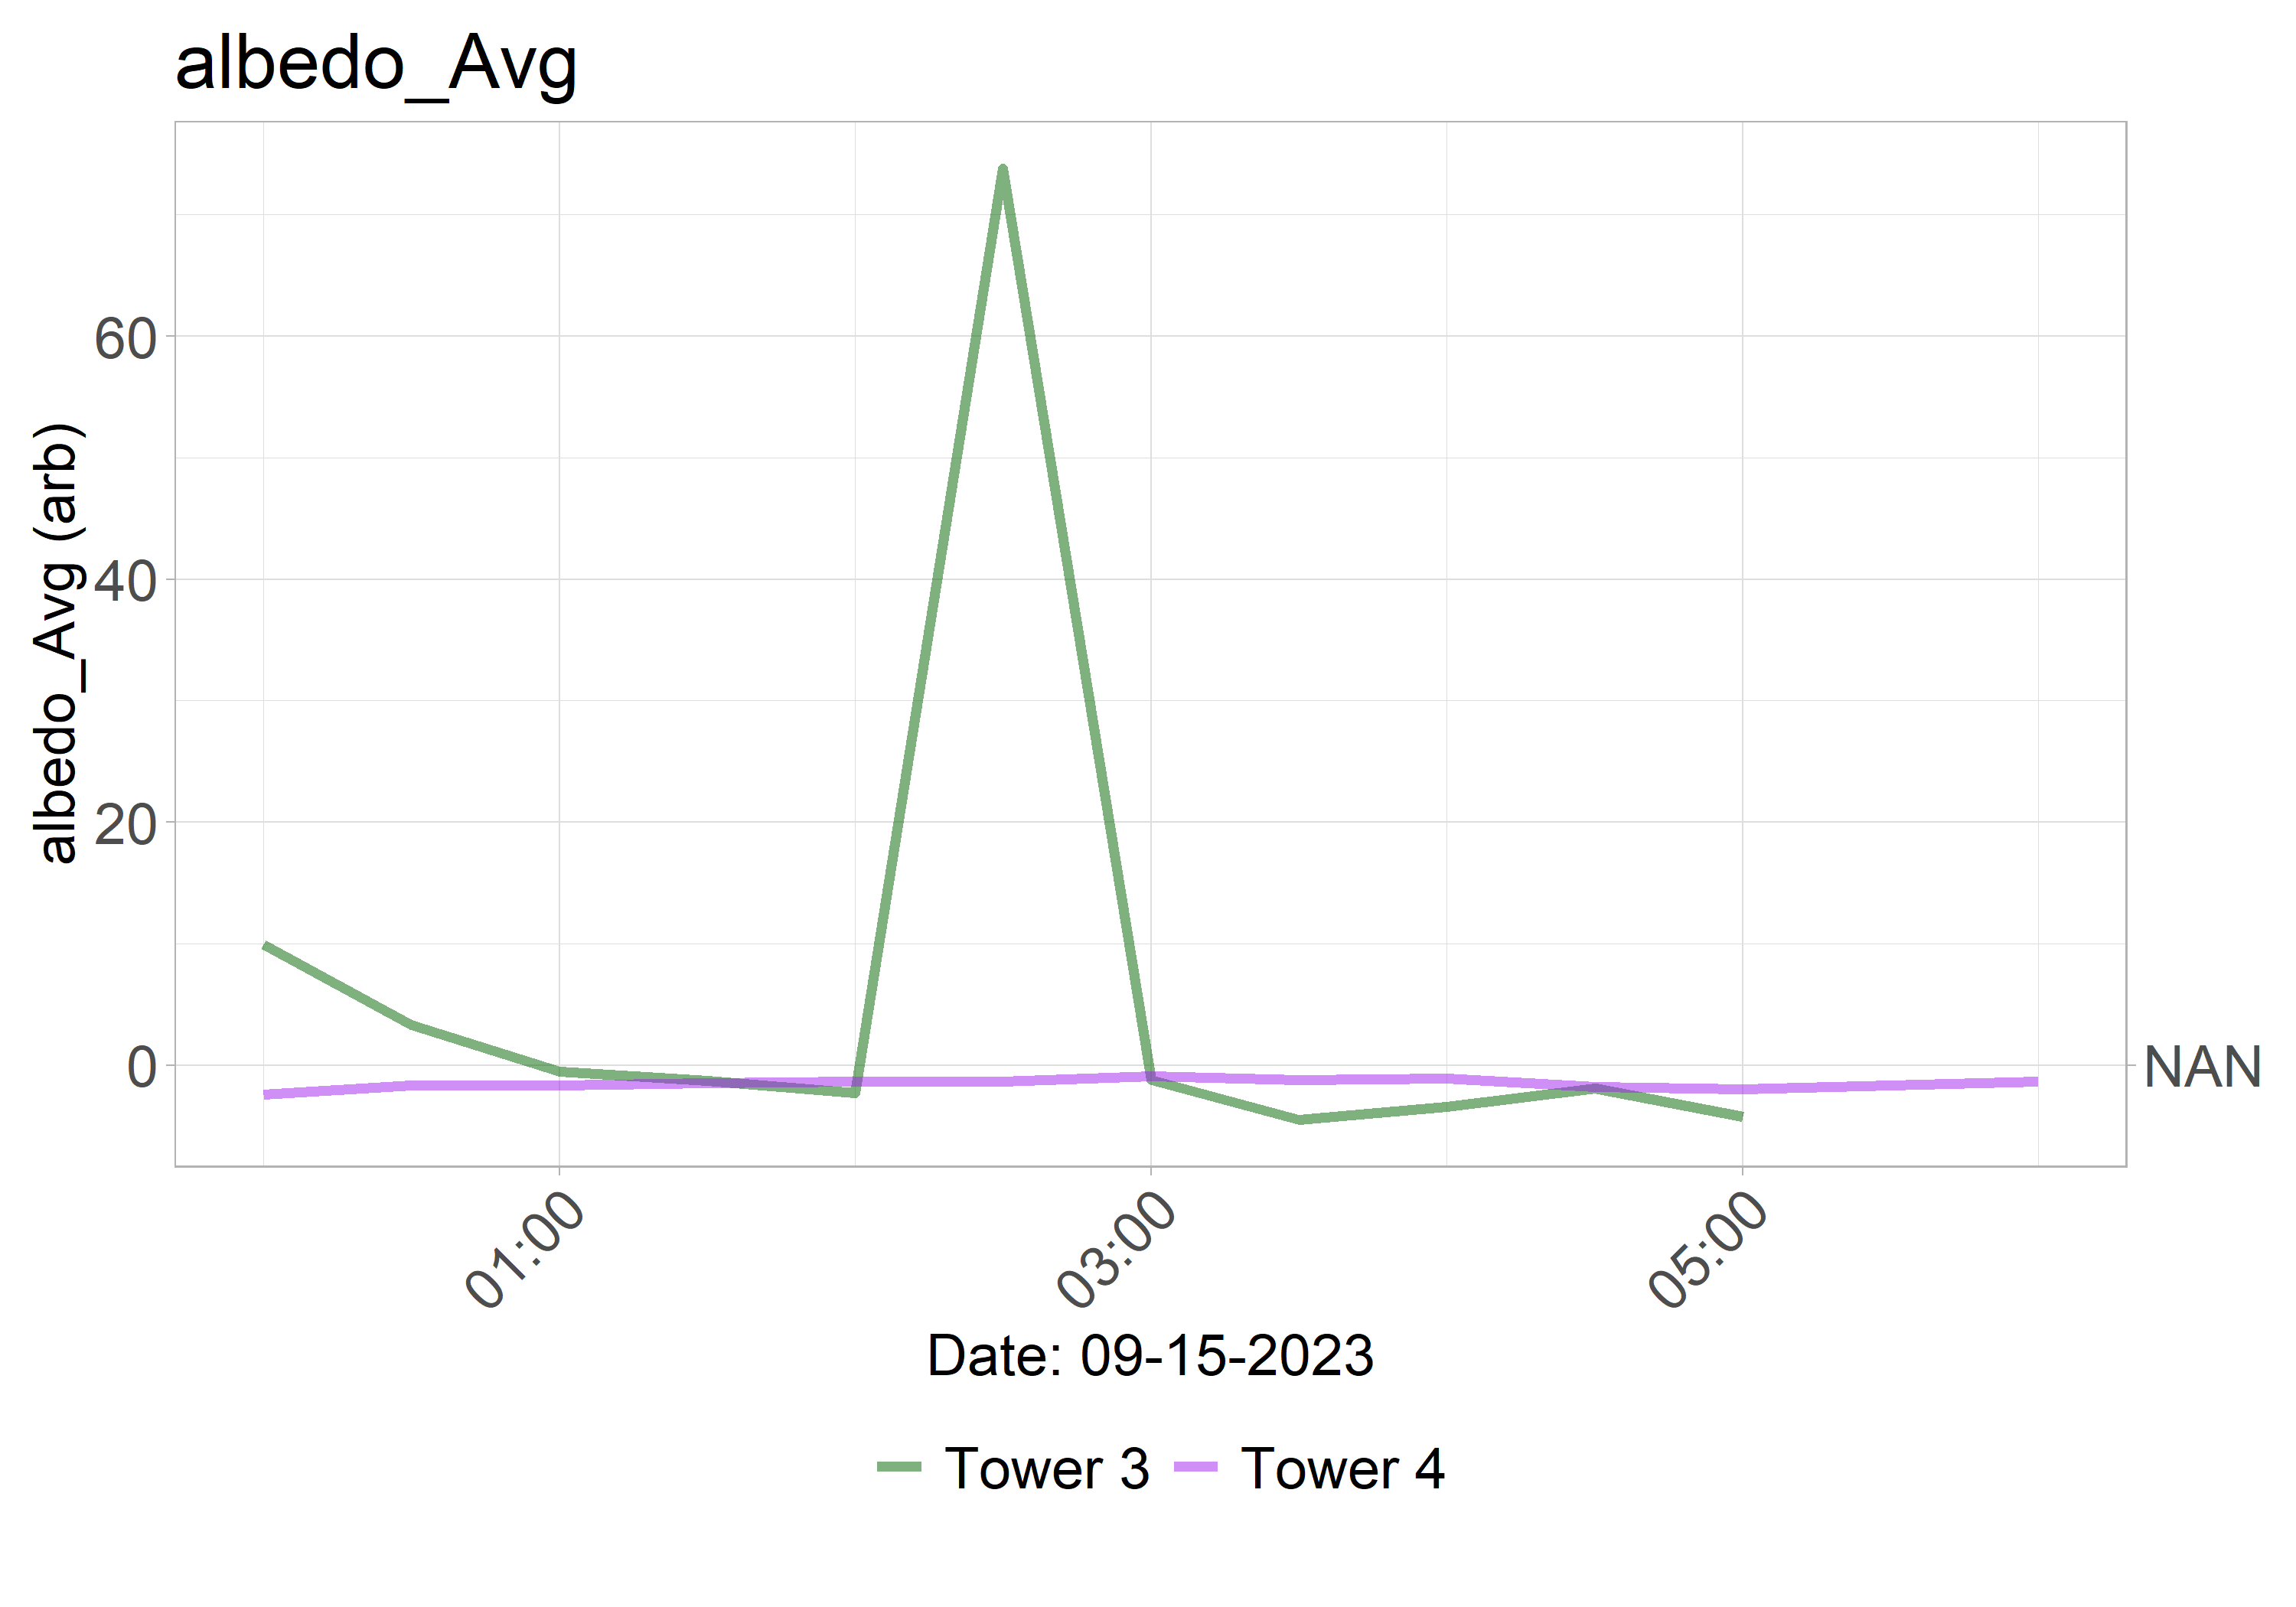 albedo_Avg
albedo_Avg (arb)
60
40
20
0
NAN
01:00
03:00
05:00
Date: 09-15-2023
Tower 3
Tower 4